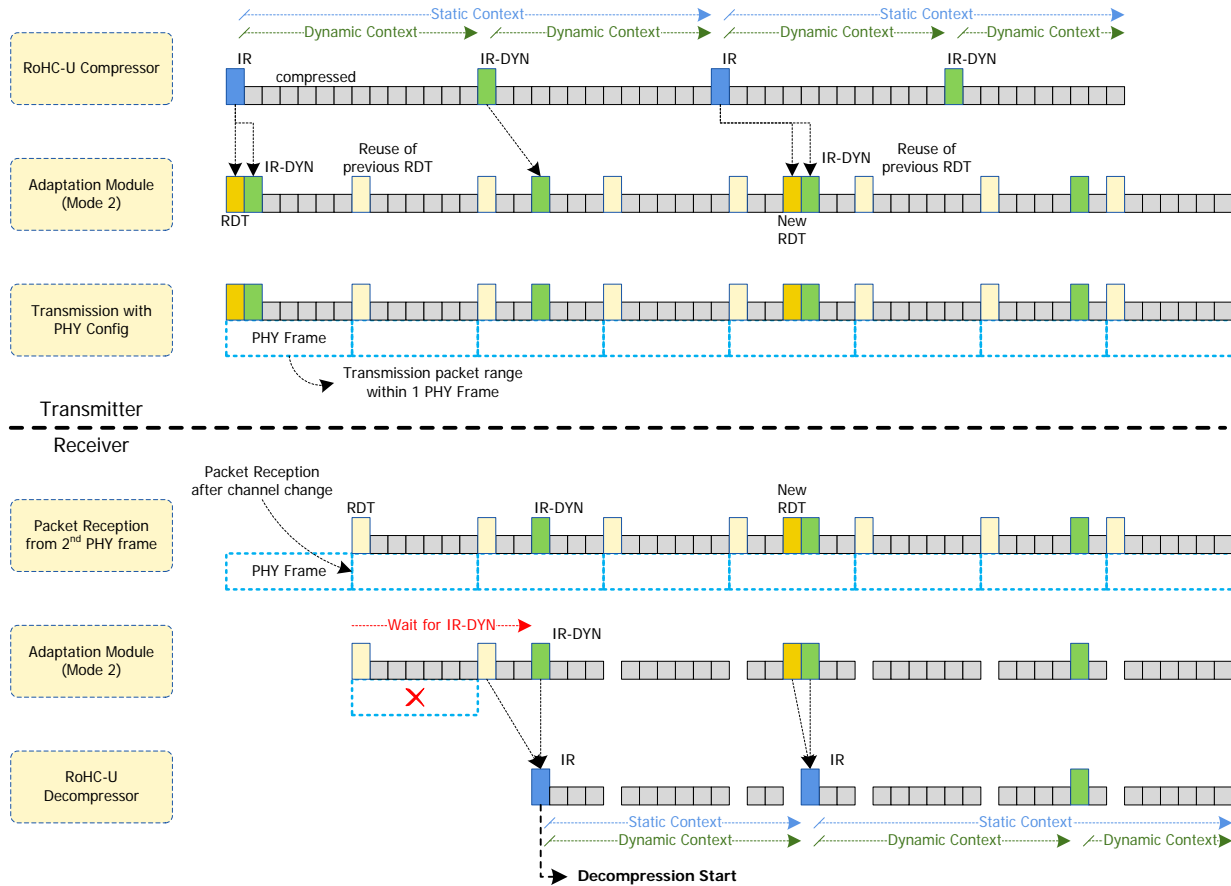 Static Context
Static Context
Dynamic Context
Dynamic Context
Dynamic Context
Dynamic Context
RoHC-U Compressor
IR
compressed
IR-DYN
IR
IR-DYN
Adaptation Module
(Mode 2)
IR-DYN
Reuse of
previous RDT
IR-DYN
Reuse of
previous RDT
RDT
New
RDT
Transmission with
PHY Config
PHY Frame
Transmission packet range
within 1 PHY Frame
Transmitter
Receiver
Packet Reception
after channel change
Packet Reception
from 2nd PHY frame
RDT
IR-DYN
New
RDT
PHY Frame
Adaptation Module
(Mode 2)
Wait for IR-DYN
IR-DYN
RoHC-U
Decompressor
IR
IR
Static Context
Static Context
Dynamic Context
Dynamic Context
Dynamic Context
Decompression Start